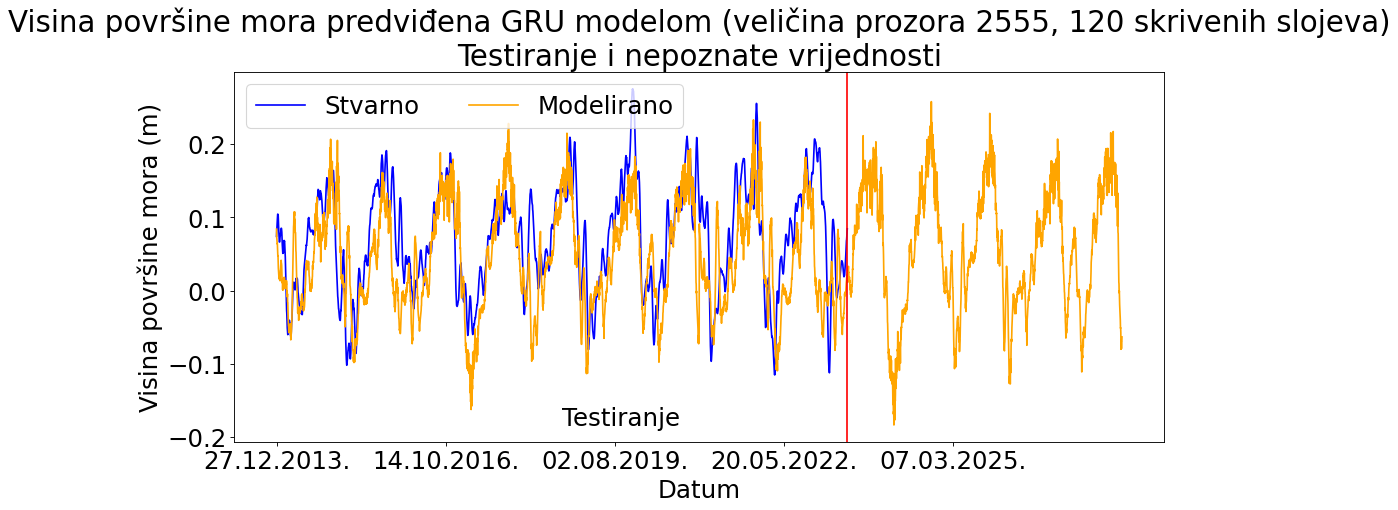 Visina površine mora predviđena GRU modelom (veličina prozora 2555, 120 skrivenih slojeva)
Testiranje i nepoznate vrijednosti
Stvarno Modelirano
Visina površine mora (m)
0.2
0.1
0.0
−0.1
−0.2
Testiranje
27.12.2013. 14.10.2016. 02.08.2019. 20.05.2022. 07.03.2025.
Datum